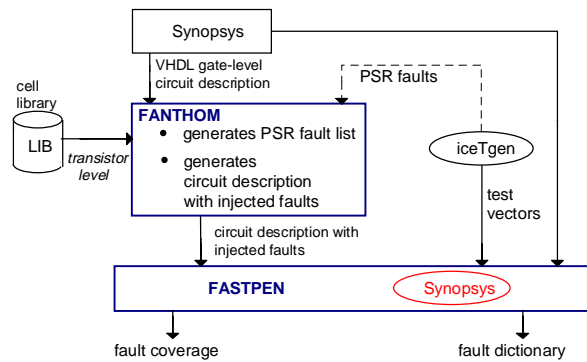 Synopsys
VHDL gate-level
circuit description
PSR faults
cell
library
LIB
transistor
level
FANTHOM
• generates PSR fault list
• generates
circuit description
with injected faults
iceTgen
test
vectors
circuit description with
injected faults
FASTPEN
Synopsys
fault coverage
fault dictionary